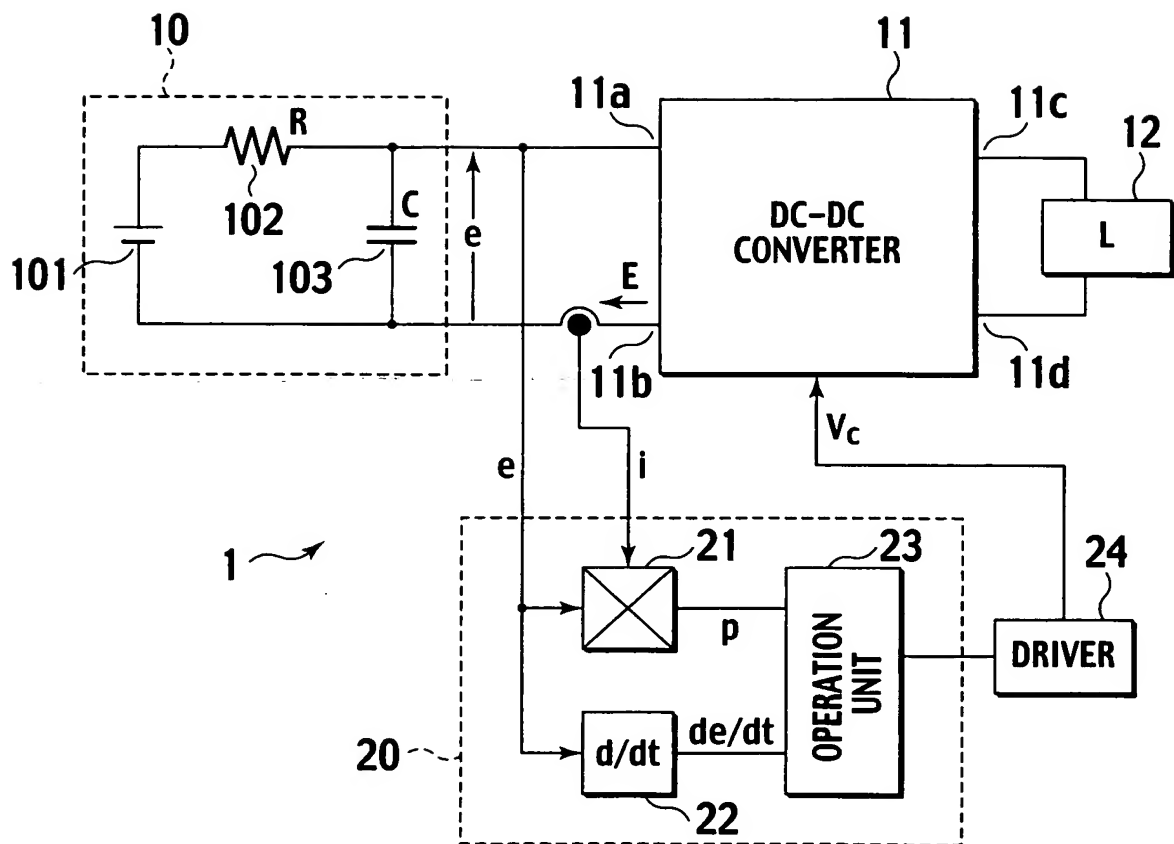 10
11
11a
11c
12
R
102
C
103
101
e
DC-DC
CONVERTER
L
E
11b
11d
Vc
e
i
1
21
23
24
p
OPERATION
UNIT
DRIVER
20
d/dt
de/dt
22